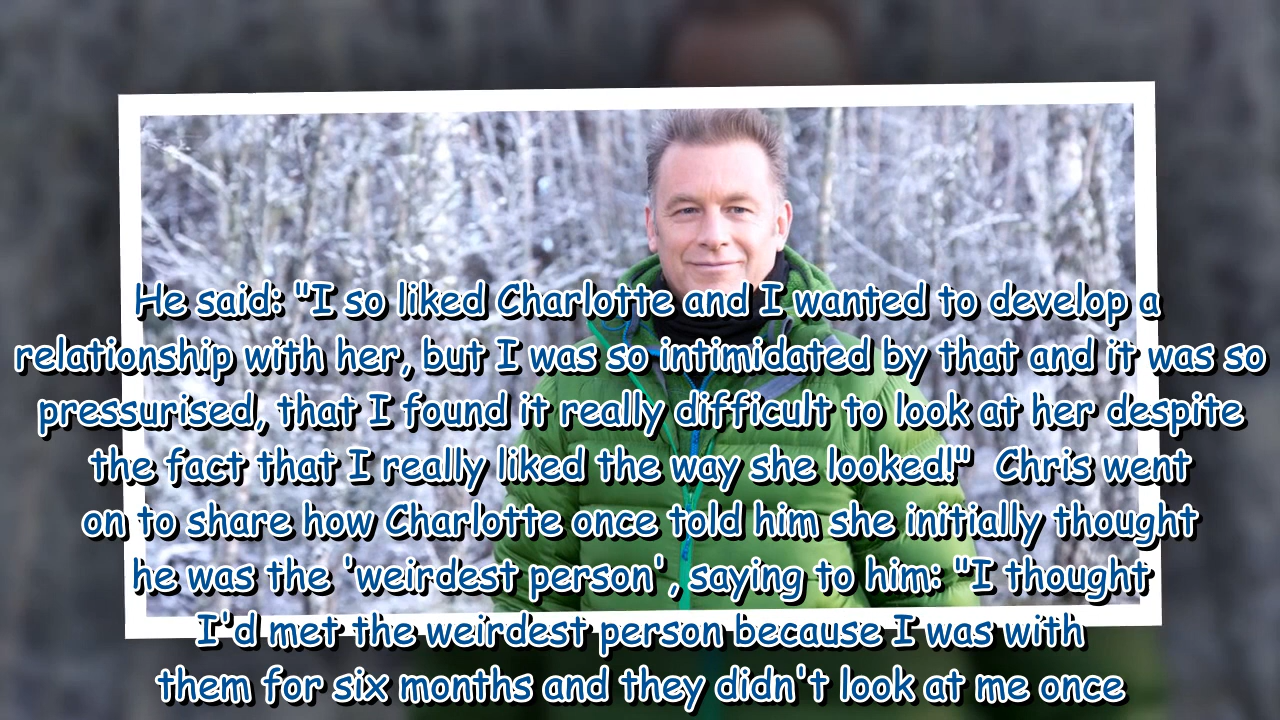 He said: "I so liked Charlotte and I wanted to develop a
relationship with her, but I was so intimidated by that and it was so
pressurised, that I found it really difficult to look at her despite
the fact that I really liked the way she looked!"  Chris went
on to share how Charlotte once told him she initially thought
he was the 'weirdest person', saying to him: "I thought
I'd met the weirdest person because I was with
them for six months and they didn't look at me once